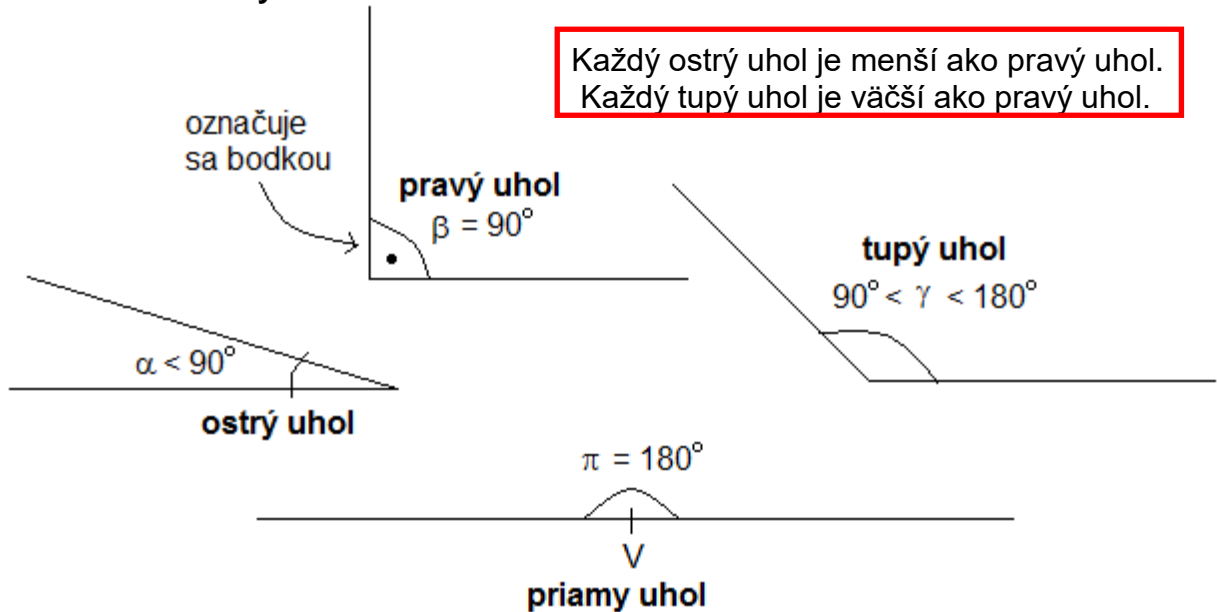 Každý ostrý uhol je menší ako pravý uhol.
Každý tupý uhol je väčší ako pravý uhol.
označuje
sa bodkou
pravý uhol
β = 90°
tupý uhol
90° < γ < 180°
α < 90°
ostrý uhol
π = 180°
V
priamy uhol